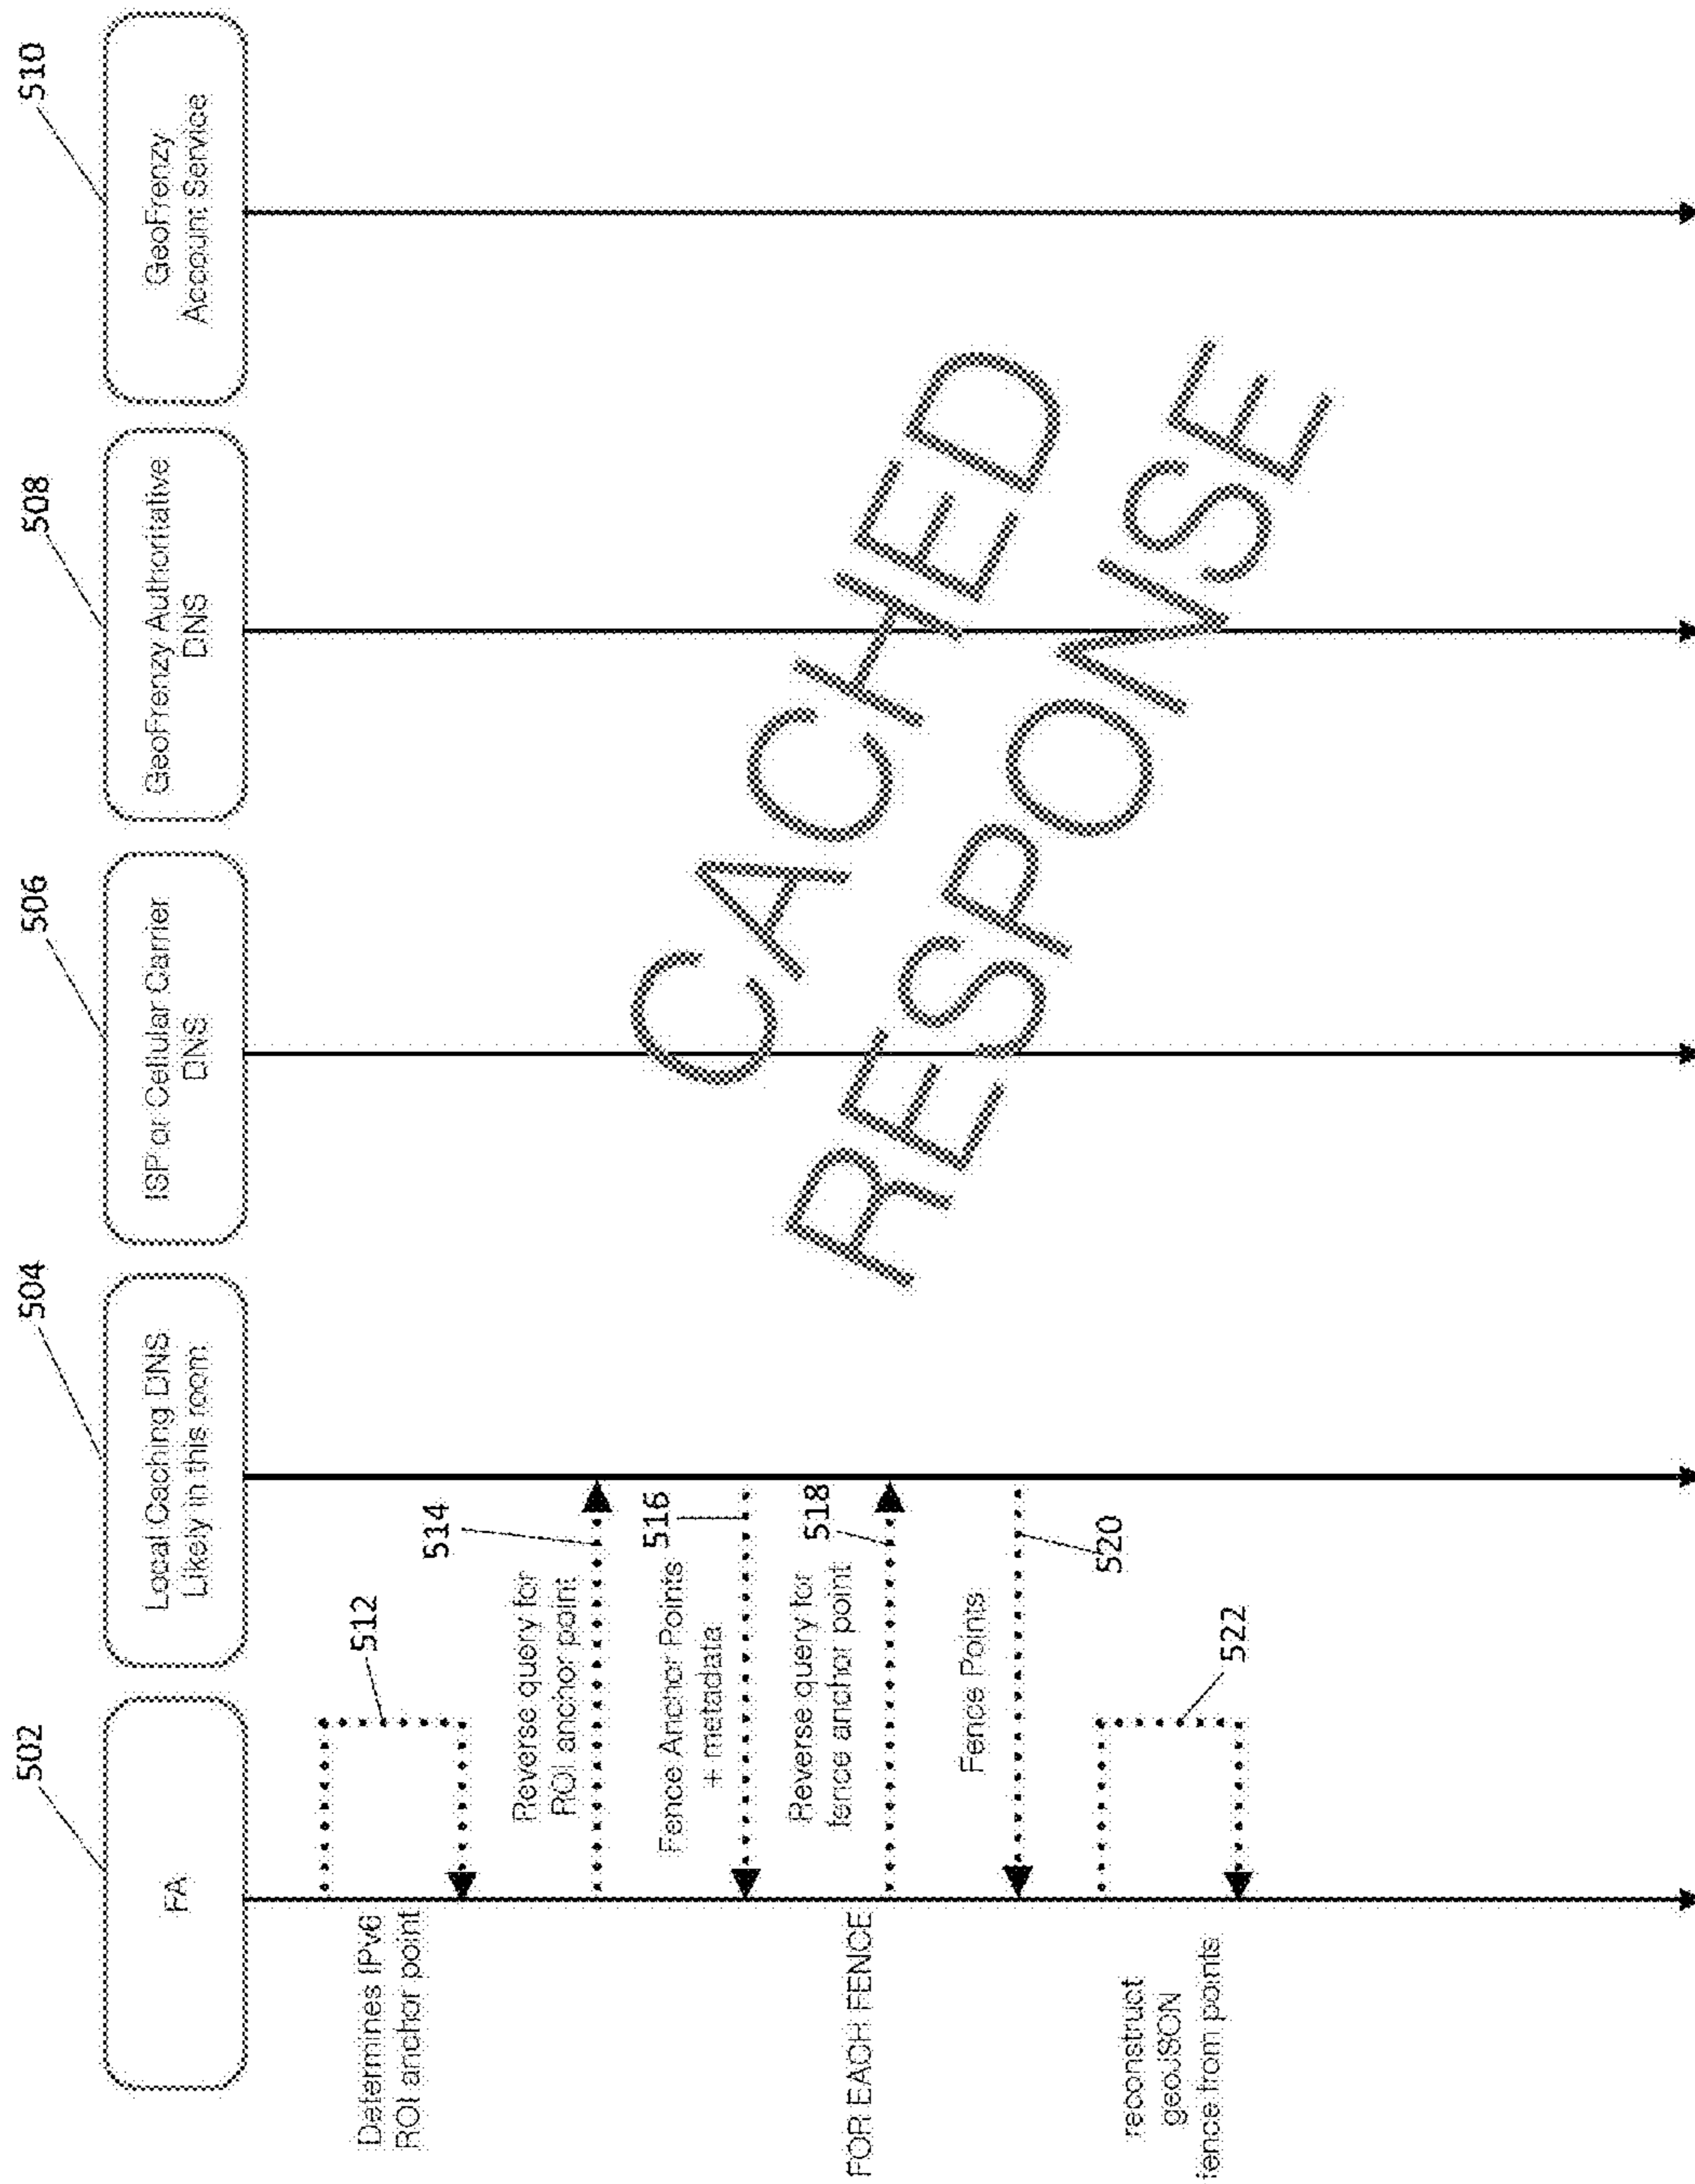 502
504
506
508
510
FA
Local Caching DNS
Likely in this room
ISP or Cellular Carrier
DNS
GeoFrenzy Authoritative
DNS
GeoFrenzy
Account Service
Determines IPv6
ROI anchor point
512
514
Reverse query for
ROI anchor point
516
Fence Anchor Points
+ metadata
FOR EACH FENCE
518
Reverse query for
fence anchor point
520
Fence Points
reconstruct
geoJSON
fence from points
522
CACHED
RESPONSE